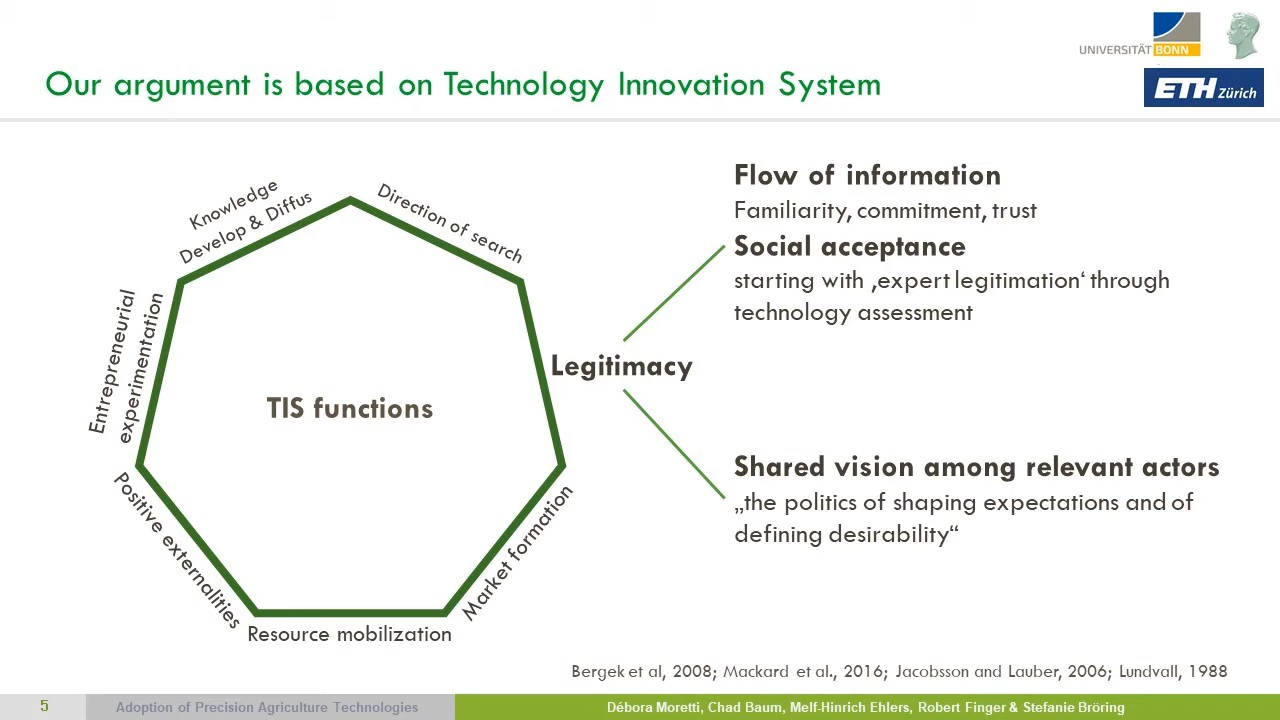 UNIVERSITÄT BONN
Our argument is based on Technology Innovation System
ETH Zürich
Knowledge
Develop & Diffus
Direction of search
Entrepreneurial
experimentation
TIS functions
Legitimacy
Positive externalities
Market formation
Resource mobilization
Flow of information
Familiarity, commitment, trust
Social acceptance
starting with ‚expert legitimation‘ through
technology assessment
Shared vision among relevant actors
„the politics of shaping expectations and of
defining desirability“
Bergek et al, 2008; Mackard et al., 2016; Jacobsson and Lauber, 2006; Lundvall, 1988
5
Adoption of Precision Agriculture Technologies
Débora Moretti, Chad Baum, Melf-Hinrich Ehlers, Robert Finger & Stefanie Bröring